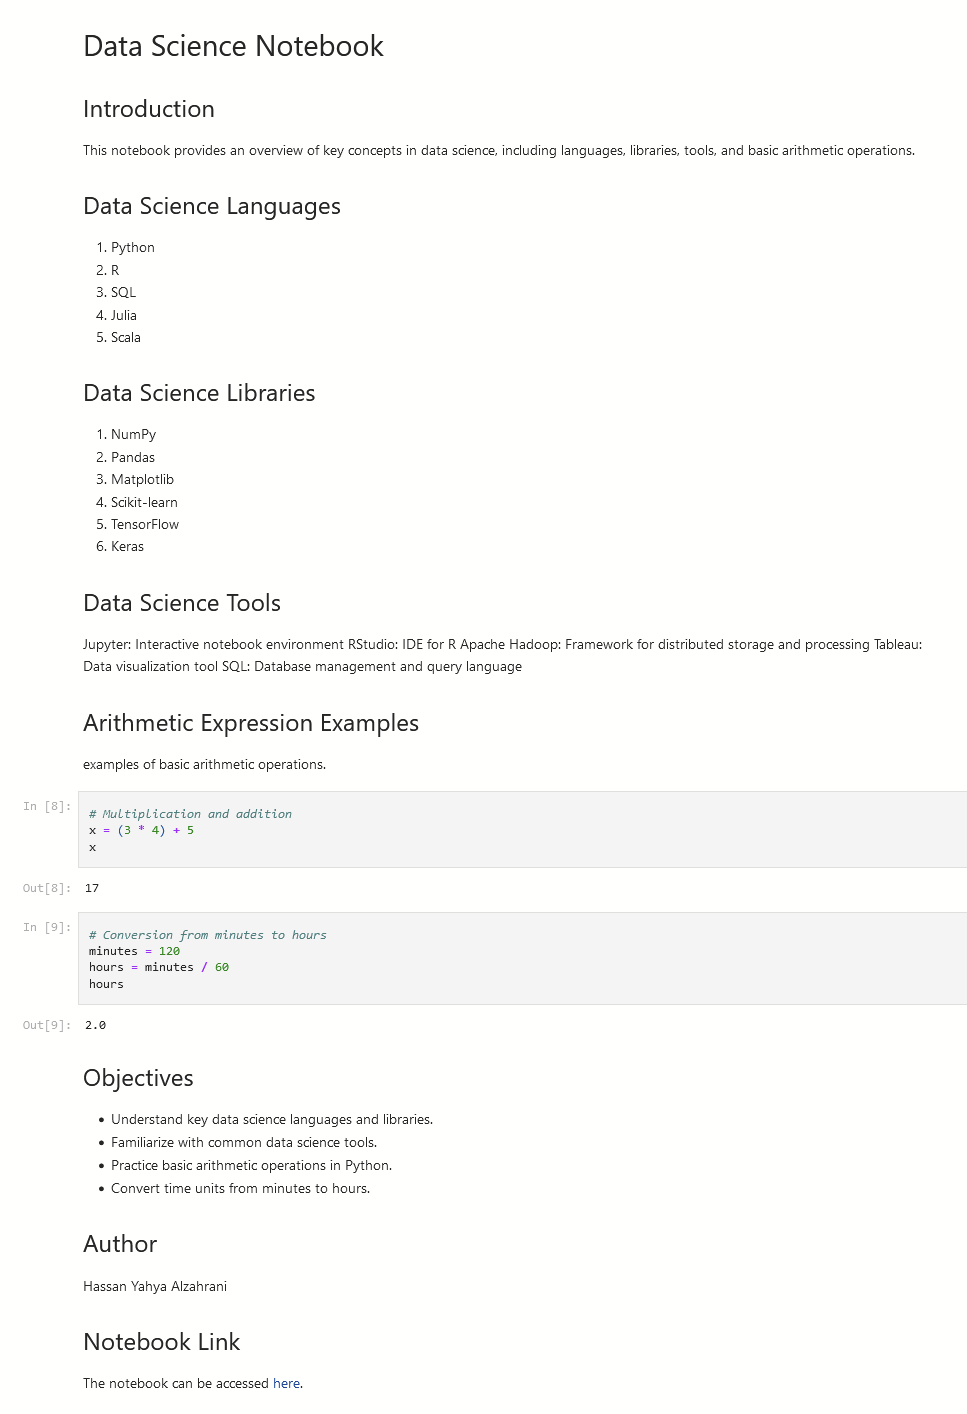 Data Science Notebook
Introduction
This notebook provides an overview of key concepts in data science, including languages, libraries, tools, and basic arithmetic operations.
Data Science Languages
1. Python
2. R
3. SQL
4. Julia
5. Scala
Data Science Libraries
1. NumPy
2. Pandas
3. Matplotlib
4. Scikit-learn
5. TensorFlow
6. Keras
Data Science Tools
Jupyter: Interactive notebook environment RStudio: IDE for R Apache Hadoop: Framework for distributed storage and processing Tableau:
Data visualization tool SQL: Database management and query language
Arithmetic Expression Examples
examples of basic arithmetic operations.
In [8]:
# Multiplication and addition
x = (3 * 4) + 5
x
Out[8]: 17
In [9]:
# Conversion from minutes to hours
minutes = 120
hours = minutes / 60
hours
Out[9]: 2.0
Objectives
• Understand key data science languages and libraries.
• Familiarize with common data science tools.
• Practice basic arithmetic operations in Python.
• Convert time units from minutes to hours.
Author
Hassan Yahya Alzahrani
Notebook Link
The notebook can be accessed here.